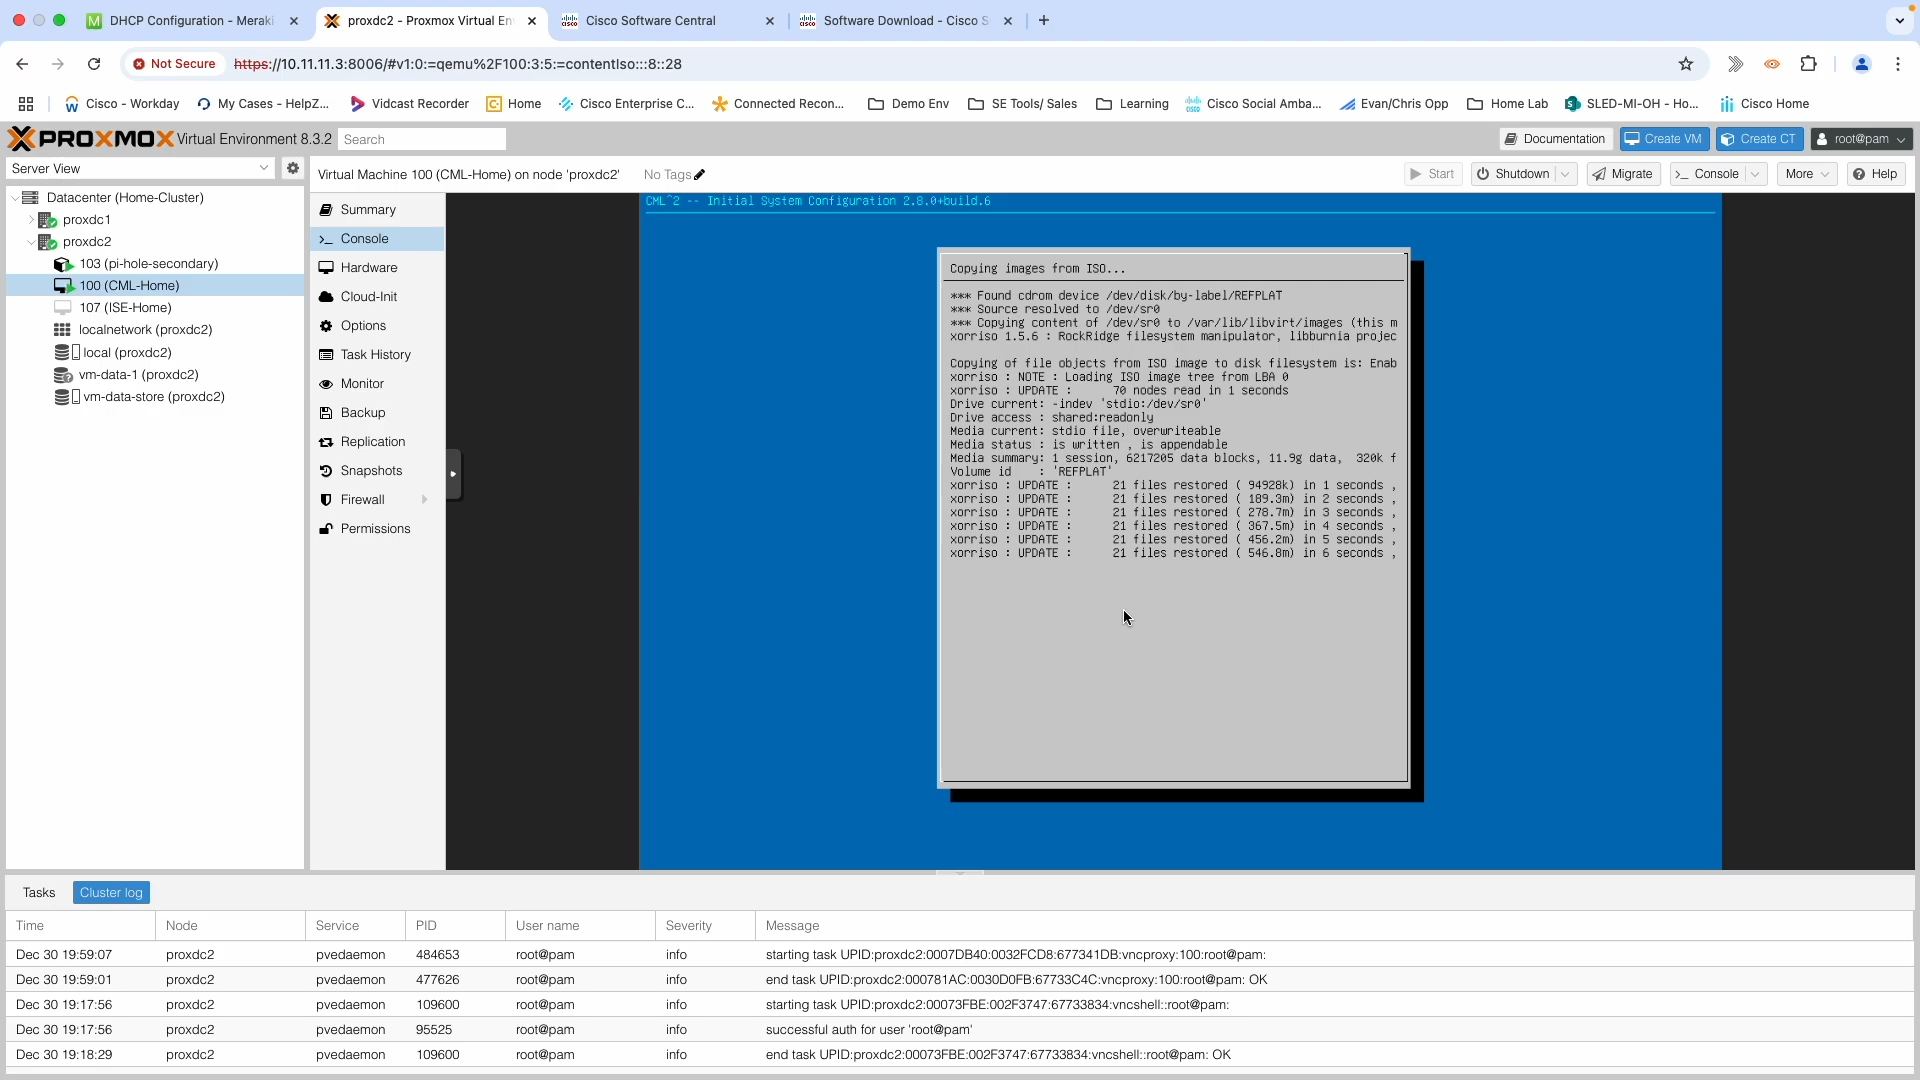 DHCP Configuration - Meraki
proxdc2 - Proxmox Virtual En
Cisco Software Central
Software Download - Cisco S
Not Secure
https://10.11.11.3:8006/#v1:0:=qemu%2F100:3:5:=contentIso:::8::28
Cisco - Workday
My Cases - HelpZ...
Vidcast Recorder
Home
Cisco Enterprise C...
Connected Recon...
Demo Env
SE Tools/ Sales
Learning
Cisco Social Amba...
Evan/Chris Opp
Home Lab
SLED-MI-OH - Ho...
Cisco Home
PROXMOX Virtual Environment 8.3.2
Search
Documentation
Create VM
Create CT
root@pam
Server View
Virtual Machine 100 (CML-Home) on node 'proxdc2'
No Tags
Start
Shutdown
Migrate
Console
More
Help
Datacenter (Home-Cluster)
proxdc1
proxdc2
103 (pi-hole-secondary)
100 (CML-Home)
107 (ISE-Home)
localnetwork (proxdc2)
local (proxdc2)
vm-data-1 (proxdc2)
vm-data-store (proxdc2)
Summary
Console
Hardware
Cloud-Init
Options
Task History
Monitor
Backup
Replication
Snapshots
Firewall
Permissions
CML^2 -- Initial System Configuration 2.8.0+build.6
Copying images from ISO...
*** Found cdrom device /dev/disk/by-label/REFPLAT
*** Source resolved to /dev/sr0
*** Copying content of /dev/sr0 to /var/lib/libvirt/images (this m
xorriso 1.5.6 : RockRidge filesystem manipulator, libburnia projec
Copying of file objects from ISO image to disk filesystem is: Enab
xorriso : NOTE : Loading ISO image tree from LBA 0
xorriso : UPDATE :      70 nodes read in 1 seconds
Drive current: -indev 'stdio:/dev/sr0'
Drive access : shared:readonly
Media current: stdio file, overwriteable
Media status : is written , is appendable
Media summary: 1 session, 6217205 data blocks, 11.9g data,  320k f
Volume id    : 'REFPLAT'
xorriso : UPDATE :      21 files restored ( 94928k) in 1 seconds ,
xorriso : UPDATE :      21 files restored ( 189.3m) in 2 seconds ,
xorriso : UPDATE :      21 files restored ( 278.7m) in 3 seconds ,
xorriso : UPDATE :      21 files restored ( 367.5m) in 4 seconds ,
xorriso : UPDATE :      21 files restored ( 456.2m) in 5 seconds ,
xorriso : UPDATE :      21 files restored ( 546.8m) in 6 seconds ,
Tasks
Cluster log
Time Node Service PID User name Severity Message
Dec 30 19:59:07 proxdc2 pvedaemon 484653 root@pam info starting task UPID:proxdc2:0007DB40:0032FCD8:677341DB:vncproxy:100:root@pam:
Dec 30 19:59:01 proxdc2 pvedaemon 477626 root@pam info end task UPID:proxdc2:000781AC:0030D0FB:67733C4C:vncproxy:100:root@pam: OK
Dec 30 19:17:56 proxdc2 pvedaemon 109600 root@pam info starting task UPID:proxdc2:00073FBE:002F3747:67733834:vncshell::root@pam:
Dec 30 19:17:56 proxdc2 pvedaemon 95525 root@pam info successful auth for user 'root@pam'
Dec 30 19:18:29 proxdc2 pvedaemon 109600 root@pam info end task UPID:proxdc2:00073FBE:002F3747:67733834:vncshell::root@pam: OK